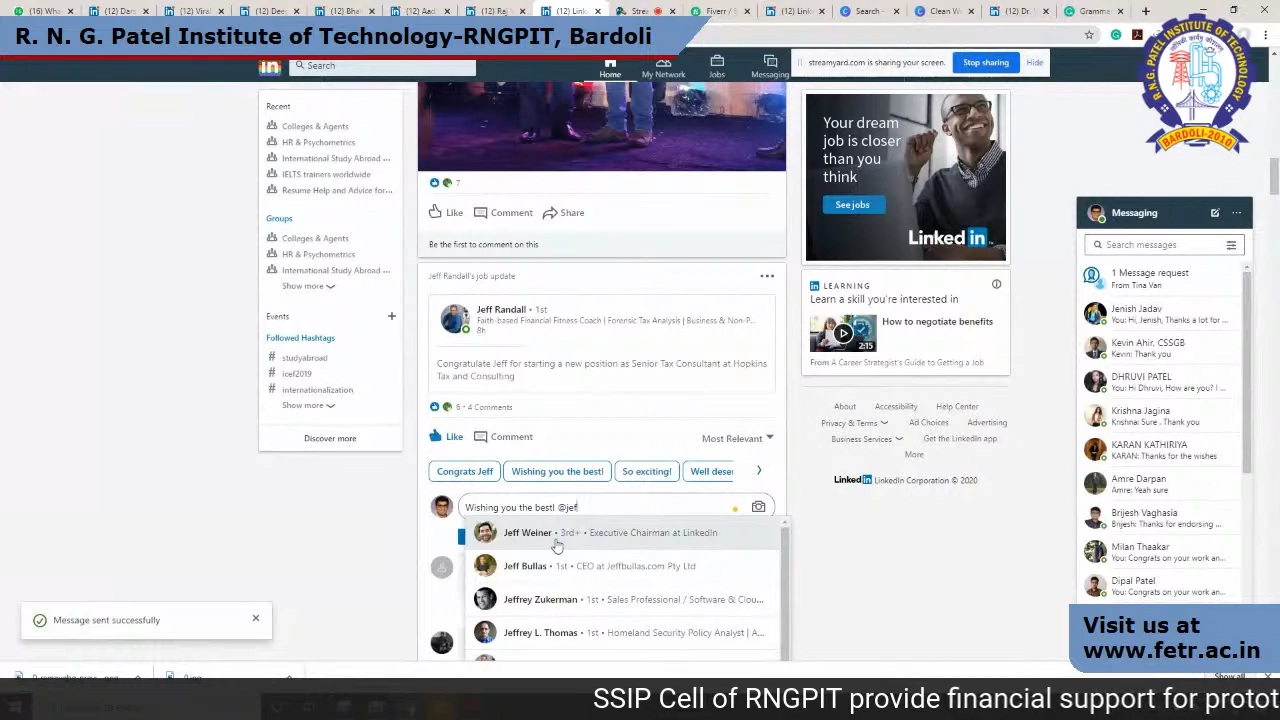 R. N. G. Patel Institute of Technology-RNGPIT, Bardoli
R. N. G. PATEL INSTITUTE OF TECHNOLOGY
BARDOLI-2010
in
Search
Home
My Network
Jobs
Messaging
streamyard.com is sharing your screen.
Stop sharing
Hide
Recent
Colleges & Agents
HR & Psychometrics
International Study Abroad ...
IELTS trainers worldwide
Resume Help and Advice for...
Groups
Colleges & Agents
HR & Psychometrics
International Study Abroad ...
Show more
Events
Followed Hashtags
# studyabroad
# icef2019
# internationalization
Show more
Discover more
7
Like
Comment
Share
Be the first to comment on this
Jeff Randall's job update
Jeff Randall • 1st
Faith-based Financial Fitness Coach | Forensic Tax Analysis | Business & Non-P...
8h
Congratulate Jeff for starting a new position as Senior Tax Consultant at Hopkins
Tax and Consulting
6 • 4 Comments
Like
Comment
Most Relevant
Congrats Jeff
Wishing you the best!
So exciting!
Well deser
Wishing you the best! @jef
Jeff Weiner • 3rd+ • Executive Chairman at LinkedIn
Jeff Bullas • 1st • CEO at Jeffbullas.com Pty Ltd
Jeffrey Zukerman • 1st • Sales Professional / Software & Clou...
Jeffrey L. Thomas • 1st • Homeland Security Policy Analyst | A...
Your dream
job is closer
than you
think
See jobs
Linked in
in LEARNING
Learn a skill you're interested in
How to negotiate benefits
2:15
From A Career Strategist's Guide to Getting a Job
About
Accessibility
Help Center
Privacy & Terms
Ad Choices
Advertising
Business Services
Get the LinkedIn app
More
Linked in LinkedIn Corporation © 2020
Messaging
Search messages
1 Message request
From Tina Van
Jenish Jadav
You: Hi, Jenish, Thanks a lot for ...
Kevin Ahir, CSSGB
Kevin: Thank you
DHRUVI PATEL
You: Hi Dhruvi, How are you? I ...
Krishna Jagina
Krishna: Sure . Thank you
KARAN KATHIRIYA
KARAN: Thanks for the wishes
Amre Darpan
Amre: Yeah sure
Brijesh Vaghasia
Brijesh: Thanks for endorsing ...
Milan Thaakar
You: Congrats on your work an...
Dipal Patel
You: Congrats on your work an...
Message sent successfully
Visit us at
www.fetr.ac.in
SSIP Cell of RNGPIT provide financial support for protot